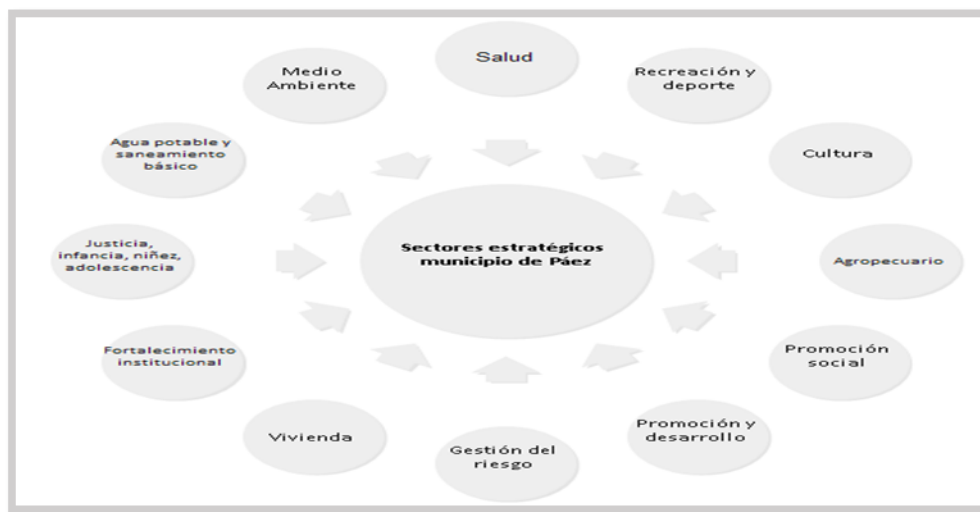 Salud
Recreación y
deporte
Cultura
Agropecuario
Promoción
social
Promoción y
desarrollo
Gestión del
riesgo
Vivienda
Fortalecimiento
institucional
Justicia,
infancia, niñez,
adolescencia
Agua potable y
saneamiento
básico
Medio
Ambiente
Sectores estratégicos
municipio de Páez